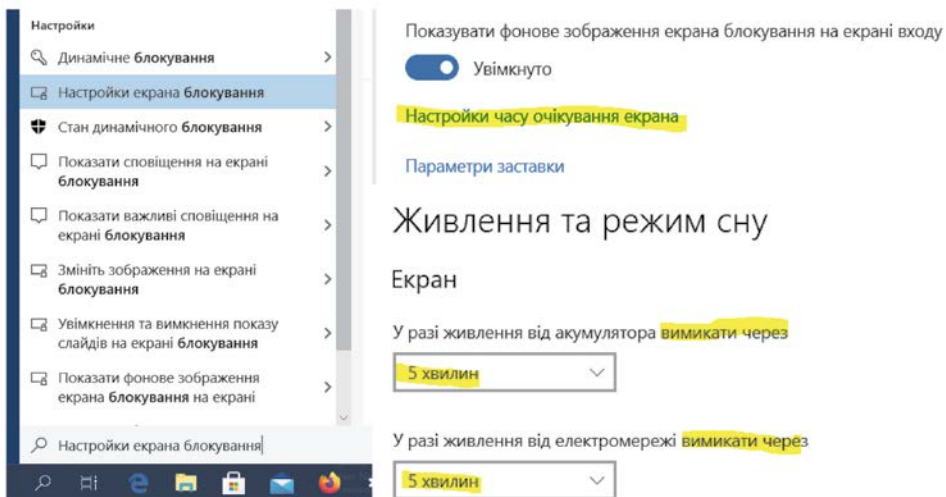 Настройки
Динамічне блокування
Настройки екрана блокування
Стан динамічного блокування
Показати сповіщення на екрані
блокування
Показати важливі сповіщення на
екрані блокування
Змініть зображення на екрані
блокування
Увімкнення та вимкнення показу
слайдів на екрані блокування
Показати фонове зображення
екрана блокування на екрані
Настройки екрана блокування
Показувати фонове зображення екрана блокування на екрані входу
Увімкнуто
Настройки часу очікування екрана
Параметри заставки
Живлення та режим сну
Екран
У разі живлення від акумулятора вимикати через
5 хвилин
У разі живлення від електромережі вимикати через
5 хвилин